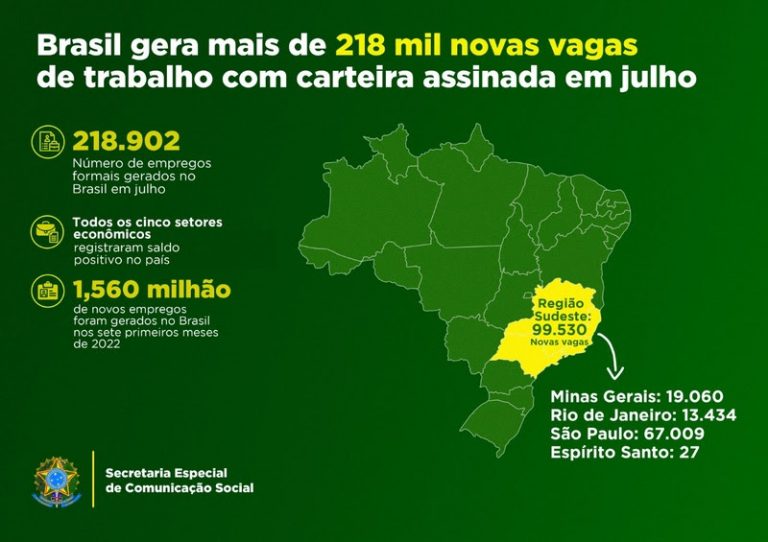 Brasil gera mais de 218 mil novas vagas
de trabalho com carteira assinada em julho
218.902
Número de empregos
formais gerados no
Brasil em julho
Todos os cinco setores
econômicos
registraram saldo
positivo no país
1,560 milhão
de novos empregos
foram gerados no Brasil
nos sete primeiros meses
de 2022
Região
Sudeste:
99.530
Novas vagas
Minas Gerais: 19.060
Rio de Janeiro: 13.434
São Paulo: 67.009
Espírito Santo: 27
Secretaria Especial
de Comunicação Social